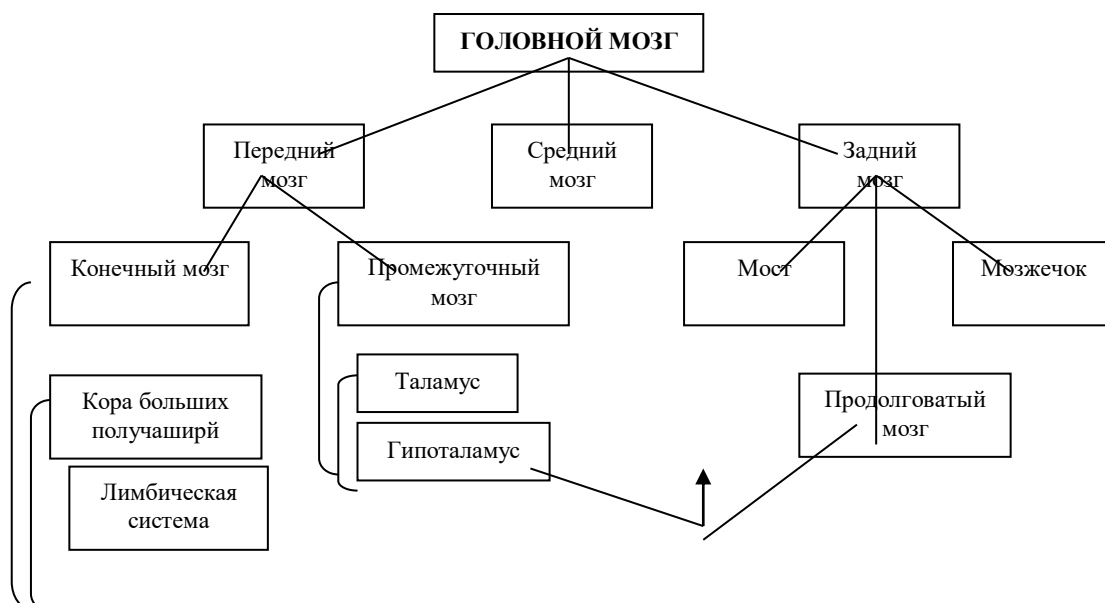 ГОЛОВНОЙ МОЗГ
Передний
мозг
Средний
мозг
Задний
мозг
Конечный мозг
Промежуточный
мозг
Мост
Мозжечок
Кора больших
получаширй
Таламус
Гипоталамус
Продолговатый
мозг
Лимбическая
система